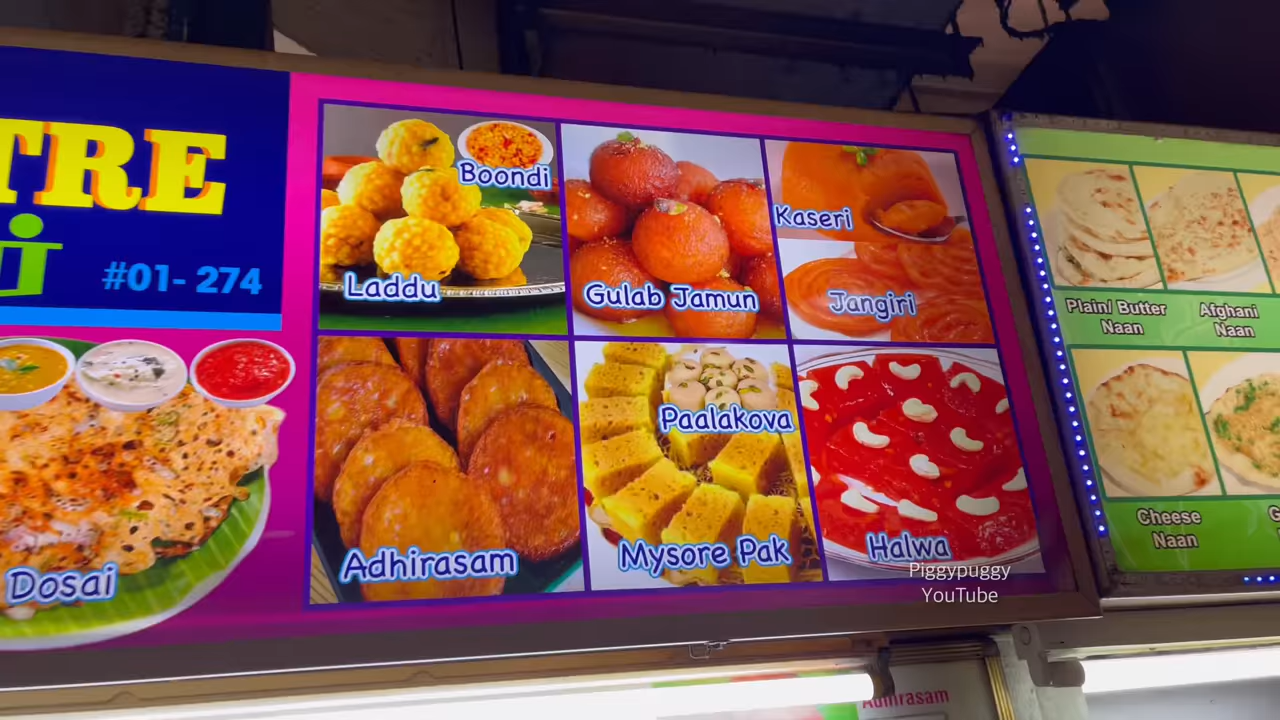 TRE
#01- 274
Dosai
Boondi
Laddu
Gulab Jamun
Kaseri
Jangiri
Adhirasam
Paalakova
Mysore Pak
Halwa
Plain/ Butter
Naan
Afghani
Naan
Cheese
Naan
Piggypuggy
YouTube
Adhirasam